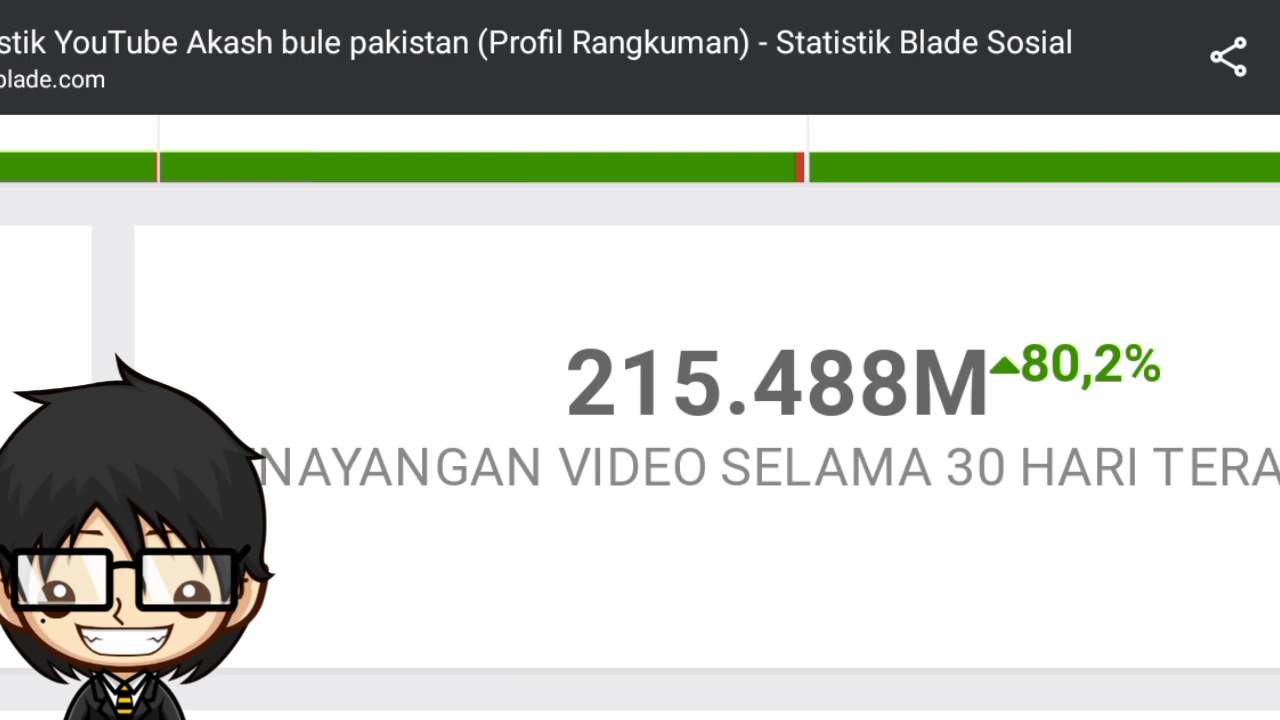 stik YouTube Akash bule pakistan (Profil Rangkuman) - Statistik Blade Sosial
blade.com
215.488M 80,2%
NAYANGAN VIDEO SELAMA 30 HARI TERA